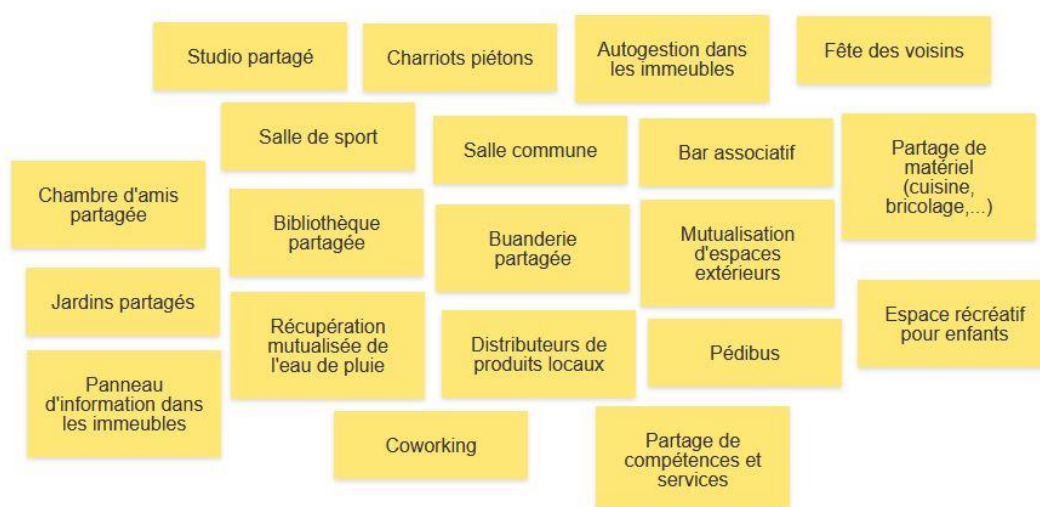 Studio partagé
Charriots piétons
Autogestion dans
les immeubles
Fête des voisins
Salle de sport
Salle commune
Bar associatif
Partage de
matériel
(cuisine,
bricolage,...)
Chambre d'amis
partagée
Bibliothèque
partagée
Buanderie
partagée
Mutualisation
d'espaces
extérieurs
Jardins partagés
Récupération
mutualisée de
l'eau de pluie
Distributeurs de
produits locaux
Pédibus
Espace récréatif
pour enfants
Panneau
d'information dans
les immeubles
Coworking
Partage de
compétences et
services